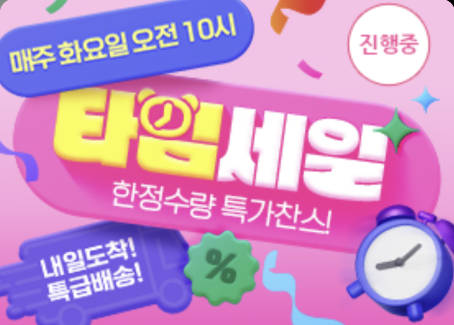 매주 화요일 오전 10시
진행중
타임세일
한정수량 특가찬스!
내일도착!
특급배송!
%